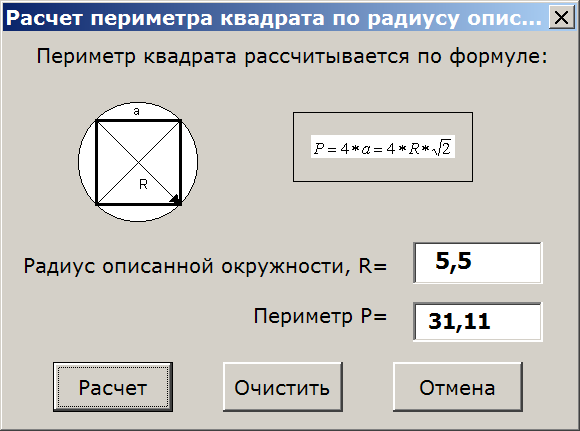 Расчет периметра квадрата по радиусу опис...
Периметр квадрата рассчитывается по формуле:
a
R
P = 4 * a = 4 * R * √2
Радиус описанной окружности, R= 5,5
Периметр P= 31,11
Расчет Очистить Отмена